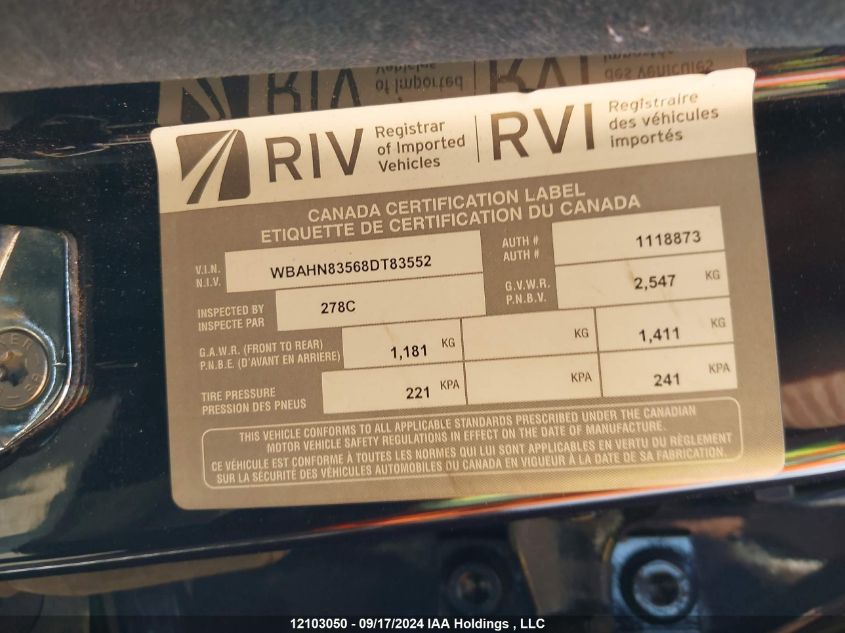 RIV
Registrar
of Imported
Vehicles
RVI
Registraire
des véhicules
importés
CANADA CERTIFICATION LABEL
ETIQUETTE DE CERTIFICATION DU CANADA
V.I.N.
N.I.V.
WBAHN83568DT83552
AUTH #
AUTH #
1118873
INSPECTED BY
INSPECTE PAR
278C
G.V.W.R.
P.N.B.V.
2,547 KG
G.A.W.R. (FRONT TO REAR)
P.N.B.E. (D'AVANT EN ARRIERE)
1,181 KG
KG
1,411 KG
TIRE PRESSURE
PRESSION DFS PNEUS
221 KPA
KPA
241 KPA
THIS VEHICLE CONFORMS TO ALL APPLICABLE STANDARDS PRESCRIBED UNDER THE CANADIAN
MOTOR VEHICLE SAFETY REGULATIONS IN EFFECT ON THE DATE OF MANUFACTURE.
CE VÉHICULE EST CONFORME À TOUTES LES NORMES QUI LUI SONT APPLICABLES EN VERTU DU RÈGLEMENT
SUR LA SÉCURITÉ DES VÉHICULES AUTOMOBILES DU CANADA EN VIGUEUR À LA DATE DE SA FABRICATION.
12103050 - 09/17/2024 IAA Holdings , LLC